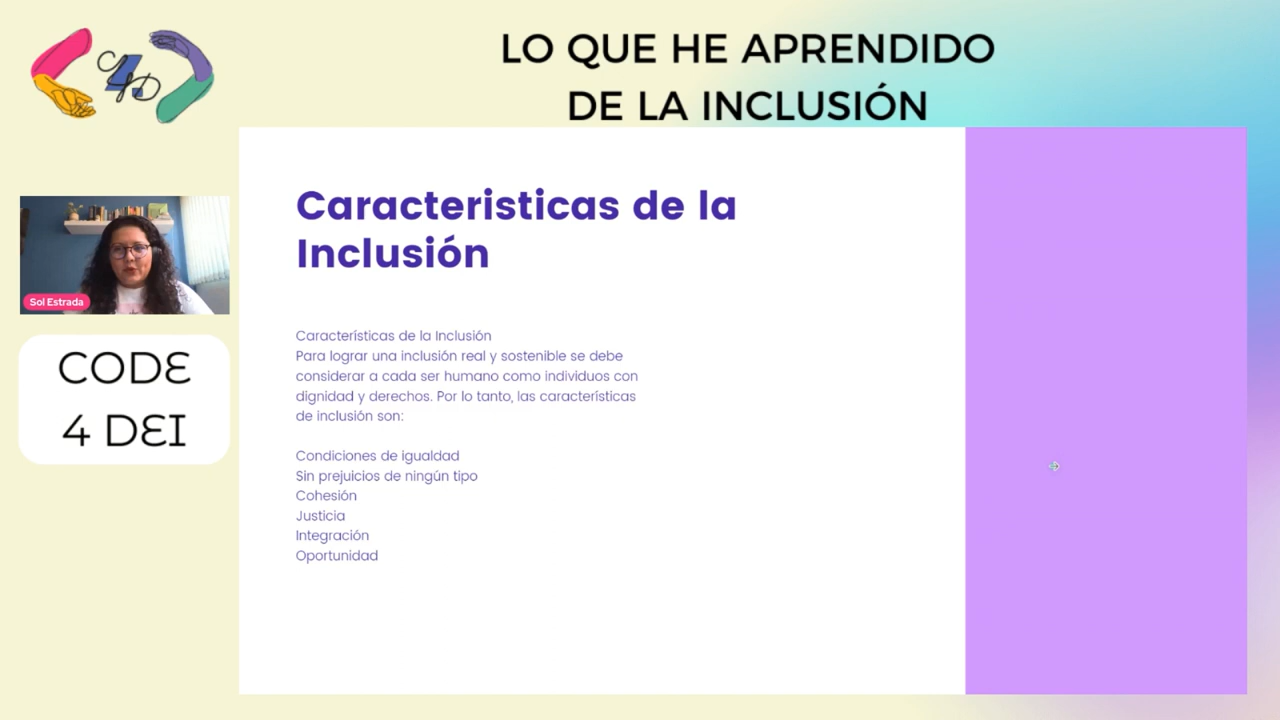 LO QUE HE APRENDIDO
DE LA INCLUSIÓN
Caracteristicas de la
Inclusión
Sol Estrada
CODE
4 DEI
Características de la Inclusión
Para lograr una inclusión real y sostenible se debe
considerar a cada ser humano como individuos con
dignidad y derechos. Por lo tanto, las características
de inclusión son:
Condiciones de igualdad
Sin prejuicios de ningún tipo
Cohesión
Justicia
Integración
Oportunidad